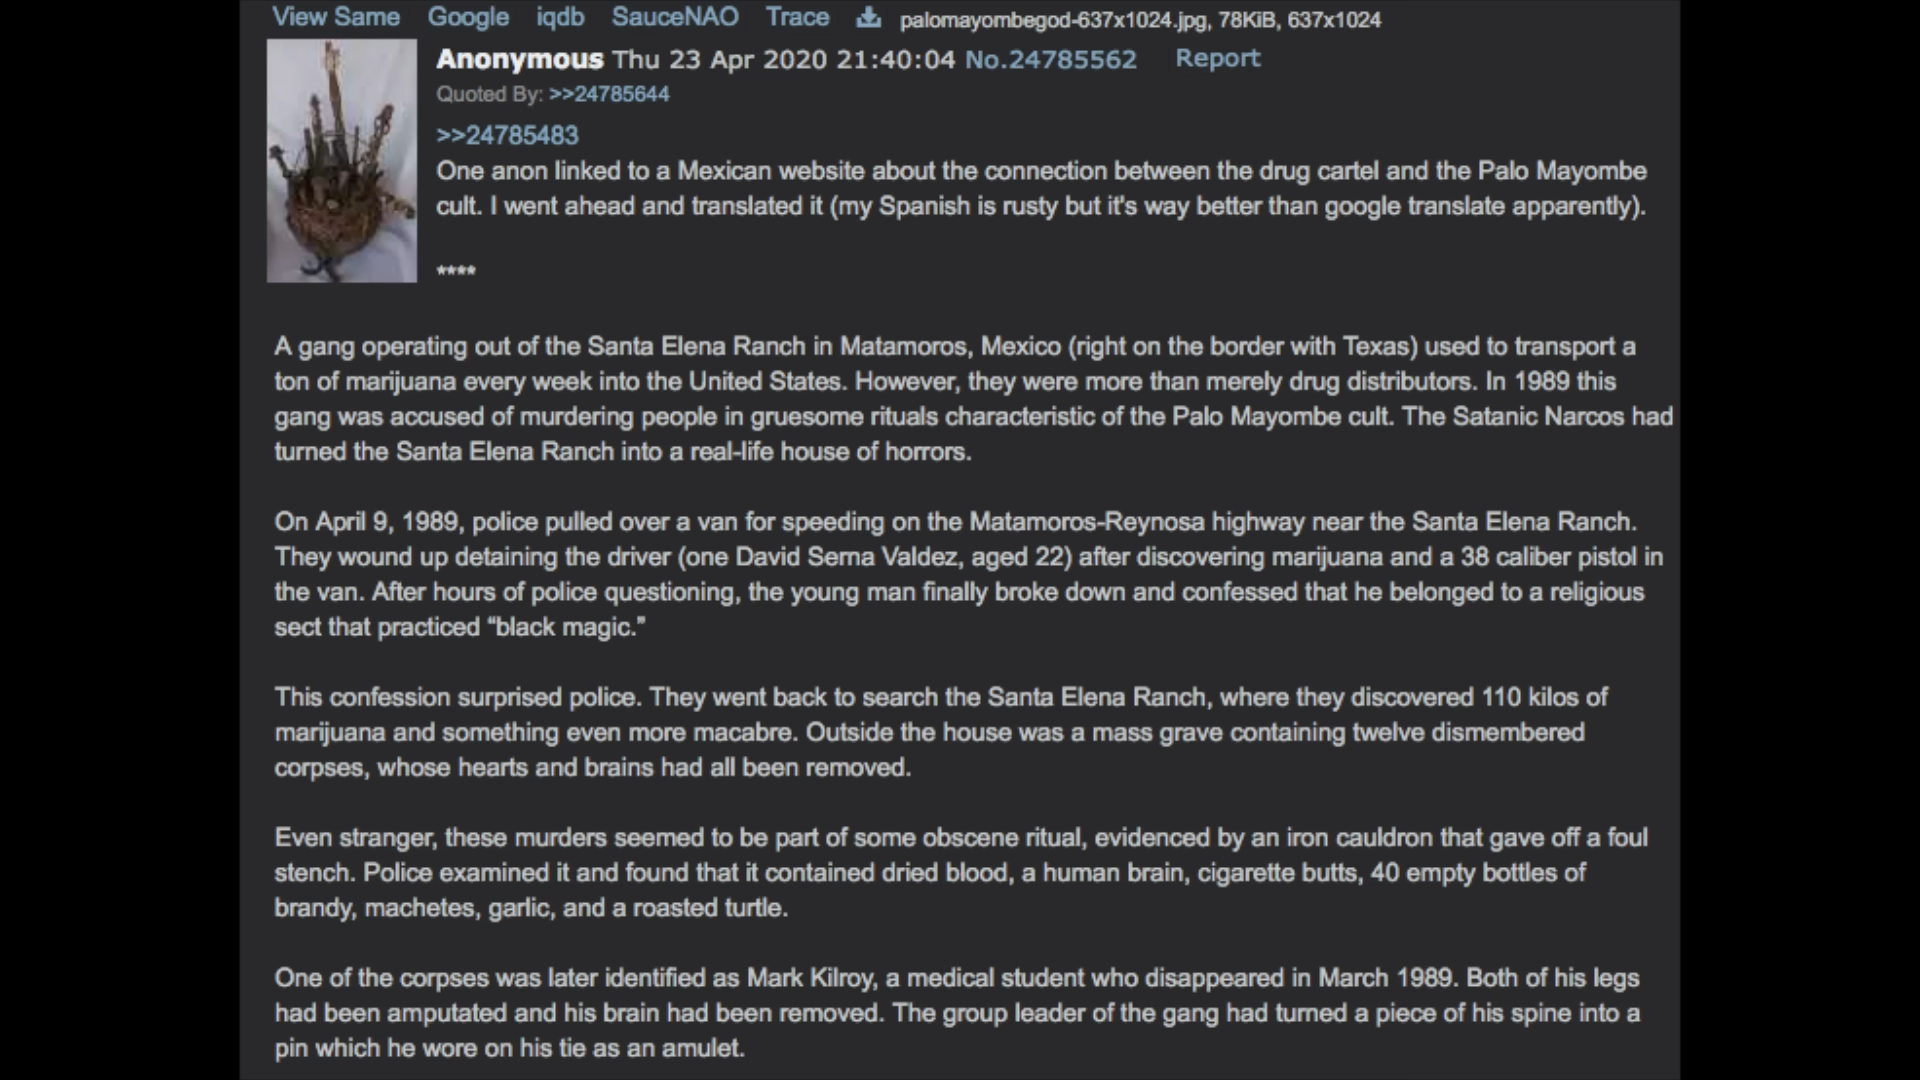 View Same Google iqdb SauceNAO Trace palomayombegod-637x1024.jpg, 78KiB, 637x1024
Anonymous Thu 23 Apr 2020 21:40:04 No.24785562 Report
Quoted By: >>24785644
>>24785483
One anon linked to a Mexican website about the connection between the drug cartel and the Palo Mayombe
cult. I went ahead and translated it (my Spanish is rusty but it's way better than google translate apparently).
****
A gang operating out of the Santa Elena Ranch in Matamoros, Mexico (right on the border with Texas) used to transport a
ton of marijuana every week into the United States. However, they were more than merely drug distributors. In 1989 this
gang was accused of murdering people in gruesome rituals characteristic of the Palo Mayombe cult. The Satanic Narcos had
turned the Santa Elena Ranch into a real-life house of horrors.
On April 9, 1989, police pulled over a van for speeding on the Matamoros-Reynosa highway near the Santa Elena Ranch.
They wound up detaining the driver (one David Serna Valdez, aged 22) after discovering marijuana and a 38 caliber pistol in
the van. After hours of police questioning, the young man finally broke down and confessed that he belonged to a religious
sect that practiced “black magic.”
This confession surprised police. They went back to search the Santa Elena Ranch, where they discovered 110 kilos of
marijuana and something even more macabre. Outside the house was a mass grave containing twelve dismembered
corpses, whose hearts and brains had all been removed.
Even stranger, these murders seemed to be part of some obscene ritual, evidenced by an iron cauldron that gave off a foul
stench. Police examined it and found that it contained dried blood, a human brain, cigarette butts, 40 empty bottles of
brandy, machetes, garlic, and a roasted turtle.
One of the corpses was later identified as Mark Kilroy, a medical student who disappeared in March 1989. Both of his legs
had been amputated and his brain had been removed. The group leader of the gang had turned a piece of his spine into a
pin which he wore on his tie as an amulet.